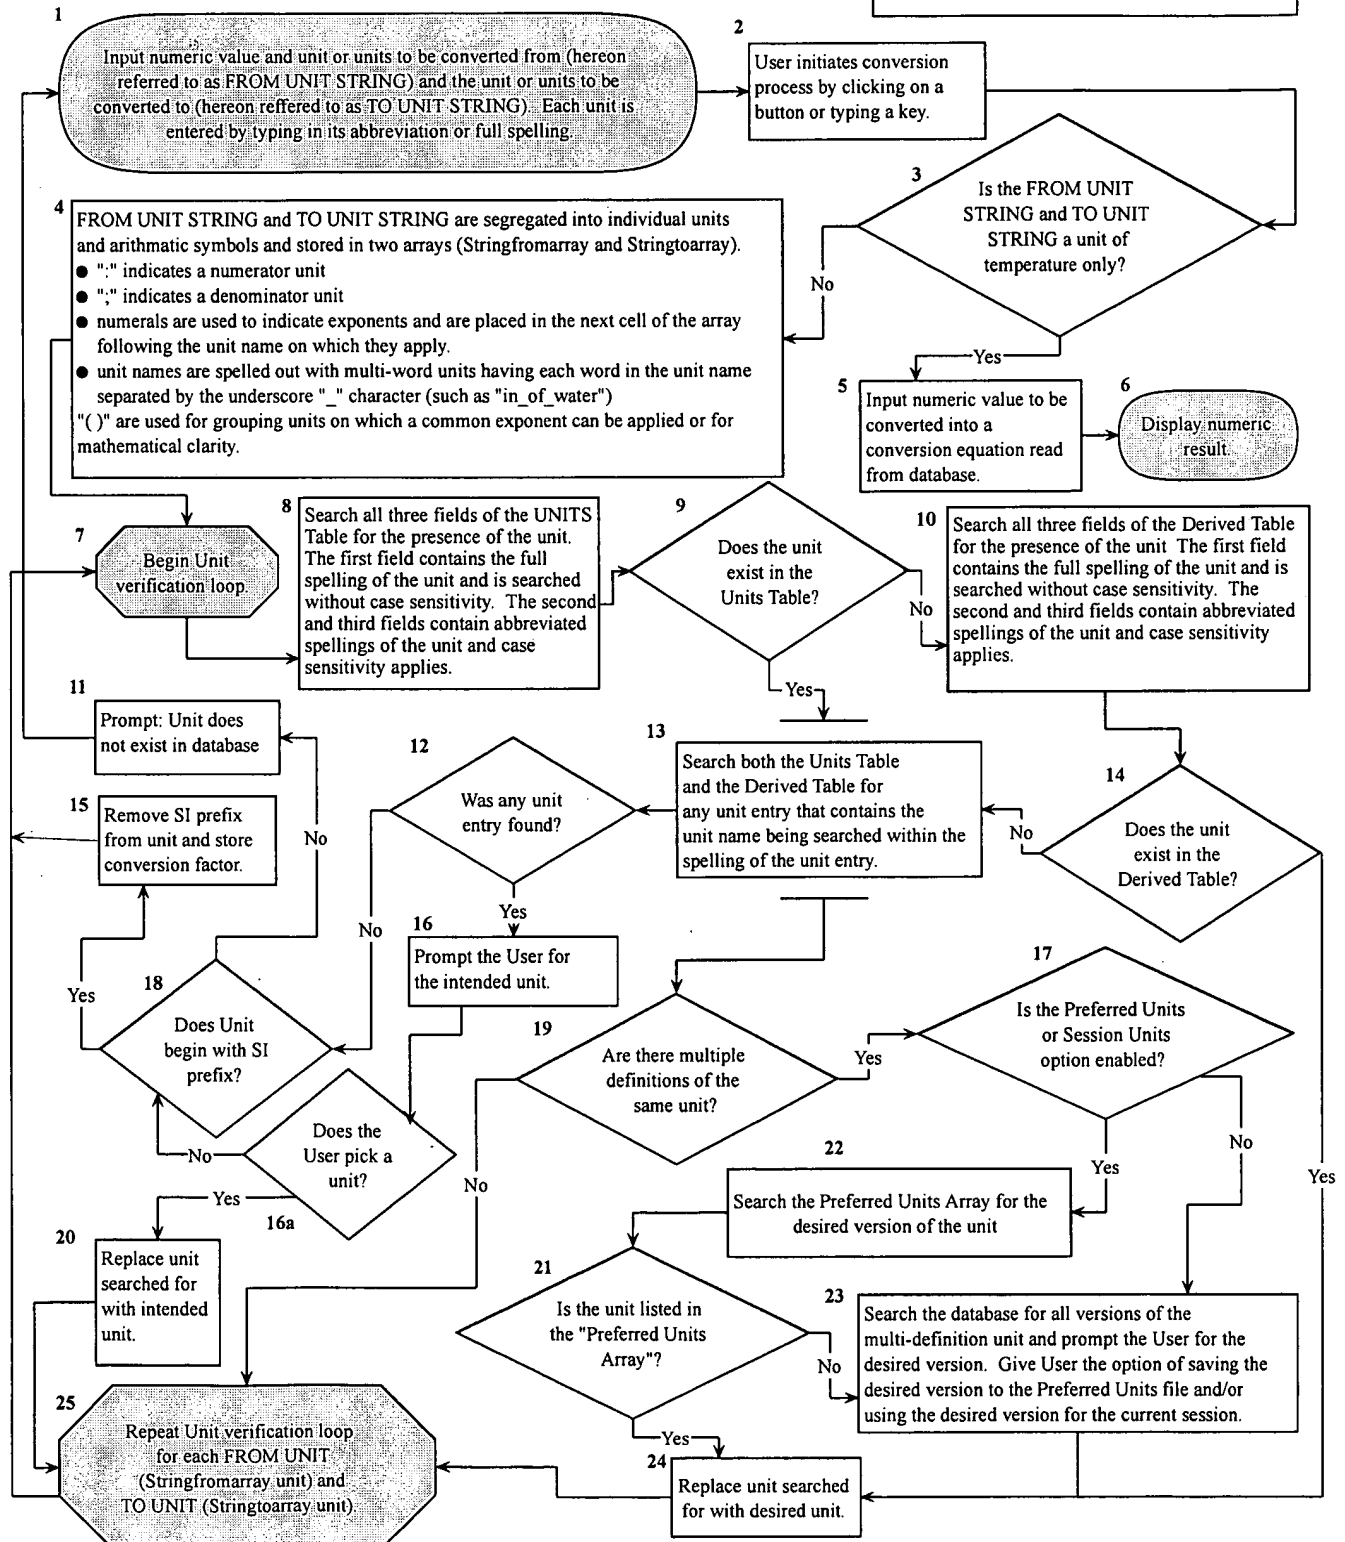 1
Input numeric value and unit or units to be converted from (hereon
referred to as FROM UNIT STRING) and the unit or units to be
converted to (hereon reffered to as TO UNIT STRING). Each unit is
entered by typing in its abbreviation or full spelling.
2
User initiates conversion
process by clicking on a
button or typing a key.
3
Is the FROM UNIT
STRING and TO UNIT
STRING a unit of
temperature only?
No
Yes
4
FROM UNIT STRING and TO UNIT STRING are segregated into individual units
and arithmatic symbols and stored in two arrays (Stringfromarray and Stringtoarray).
● ":" indicates a numerator unit
● ";" indicates a denominator unit
● numerals are used to indicate exponents and are placed in the next cell of the array
following the unit name on which they apply.
● unit names are spelled out with multi-word units having each word in the unit name
separated by the underscore "_" character (such as "in_of_water")
"( )" are used for grouping units on which a common exponent can be applied or for
mathematical clarity.
5
Input numeric value to be
converted into a
conversion equation read
from database.
6
Display numeric
result.
7
Begin Unit
verification loop.
8
Search all three fields of the UNITS
Table for the presence of the unit.
The first field contains the full
spelling of the unit and is searched
without case sensitivity. The second
and third fields contain abbreviated
spellings of the unit and case
sensitivity applies.
9
Does the unit
exist in the
Units Table?
No
Yes
10
Search all three fields of the Derived Table
for the presence of the unit The first field
contains the full spelling of the unit and is
searched without case sensitivity. The
second and third fields contain abbreviated
spellings of the unit and case sensitivity
applies.
11
Prompt: Unit does
not exist in database
12
Was any unit
entry found?
No
Yes
13
Search both the Units Table
and the Derived Table for
any unit entry that contains the
unit name being searched within the
spelling of the unit entry.
14
Does the unit
exist in the
Derived Table?
No
Yes
15
Remove SI prefix
from unit and store
conversion factor.
16
Prompt the User for
the intended unit.
17
Is the Preferred Units
or Session Units
option enabled?
Yes
No
18
Does Unit
begin with SI
prefix?
Yes
No
19
Are there multiple
definitions of the
same unit?
Yes
No
Does the
User pick a
unit?
No
Yes
16a
20
Replace unit
searched for
with intended
unit.
22
Search the Preferred Units Array for the
desired version of the unit
21
Is the unit listed in
the "Preferred Units
Array"?
No
Yes
23
Search the database for all versions of the
multi-definition unit and prompt the User for the
desired version. Give User the option of saving the
desired version to the Preferred Units file and/or
using the desired version for the current session.
24
Replace unit searched
for with desired unit.
25
Repeat Unit verification loop
for each FROM UNIT
(Stringfromarray unit) and
TO UNIT (Stringtoarray unit)